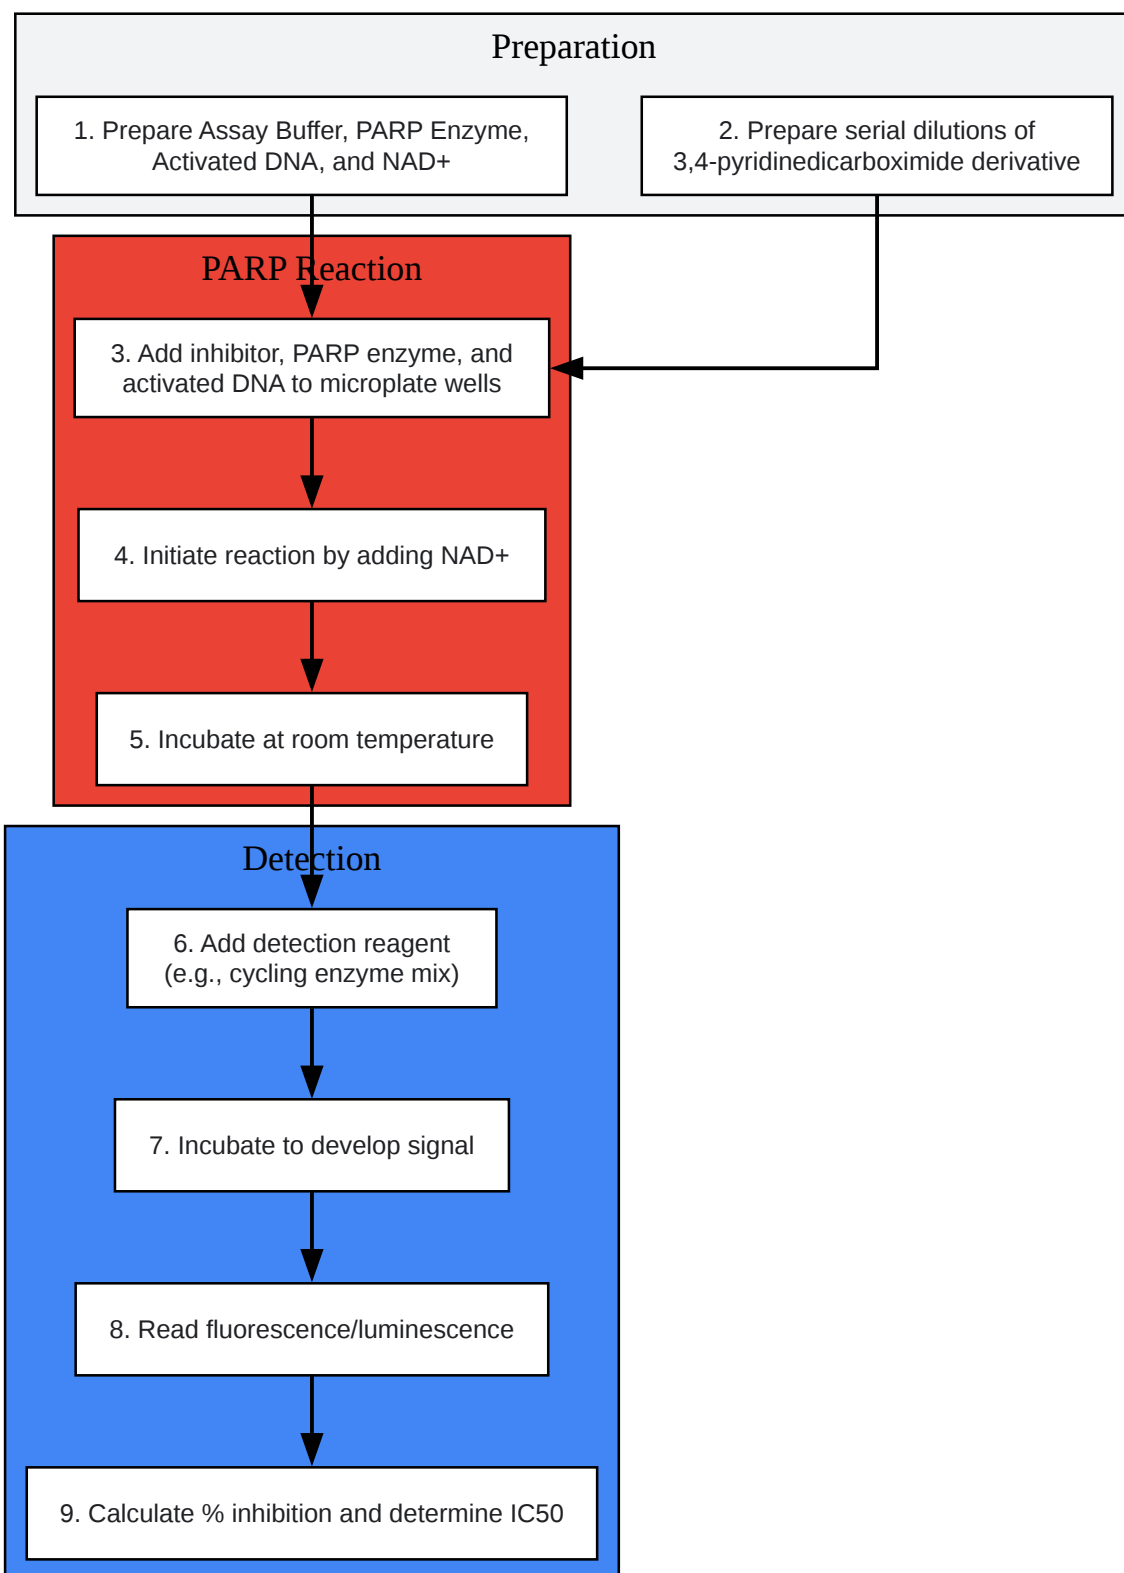 Preparation
1. Prepare Assay Buffer, PARP Enzyme,
Activated DNA, and NAD+
2. Prepare serial dilutions of
3,4-pyridinedicarboximide derivative
PARP Reaction
3. Add inhibitor, PARP enzyme, and
activated DNA to microplate wells
4. Initiate reaction by adding NAD+
5. Incubate at room temperature
Detection
6. Add detection reagent
(e.g., cycling enzyme mix)
7. Incubate to develop signal
8. Read fluorescence/luminescence
9. Calculate % inhibition and determine IC50